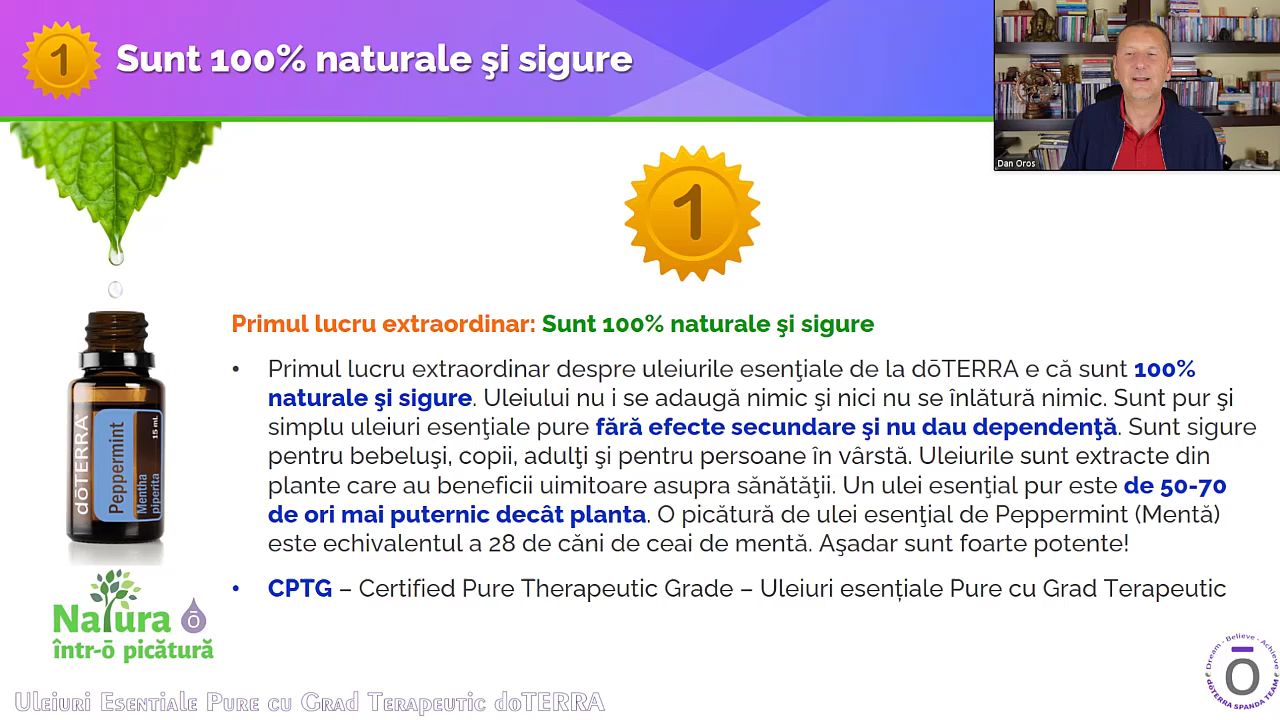 1
Sunt 100% naturale şi sigure
Dan Oros
1
Primul lucru extraordinar: Sunt 100% naturale şi sigure
• Primul lucru extraordinar despre uleiurile esenţiale de la dōTERRA e că sunt 100%
naturale şi sigure. Uleiului nu i se adaugă nimic şi nici nu se înlătură nimic. Sunt pur şi
simplu uleiuri esenţiale pure fără efecte secundare şi nu dau dependenţă. Sunt sigure
pentru bebeluşi, copii, adulţi şi pentru persoane în vârstă. Uleiurile sunt extracte din
plante care au beneficii uimitoare asupra sănătăţii. Un ulei esenţial pur este de 50-70
de ori mai puternic decât planta. O picătură de ulei esenţial de Peppermint (Mentă)
este echivalentul a 28 de căni de ceai de mentă. Aşadar sunt foarte potente!
• CPTG – Certified Pure Therapeutic Grade – Uleiuri esențiale Pure cu Grad Terapeutic
dōTERRA
Peppermint
Mentha
piperita
15 mL
Natura ō
într-ō picătură
Dream - Believe - Achieve
ō
dōTERRA SPANDA TEAM
Uleiuri Esentiale Pure cu Grad Terapeutic doTERRA